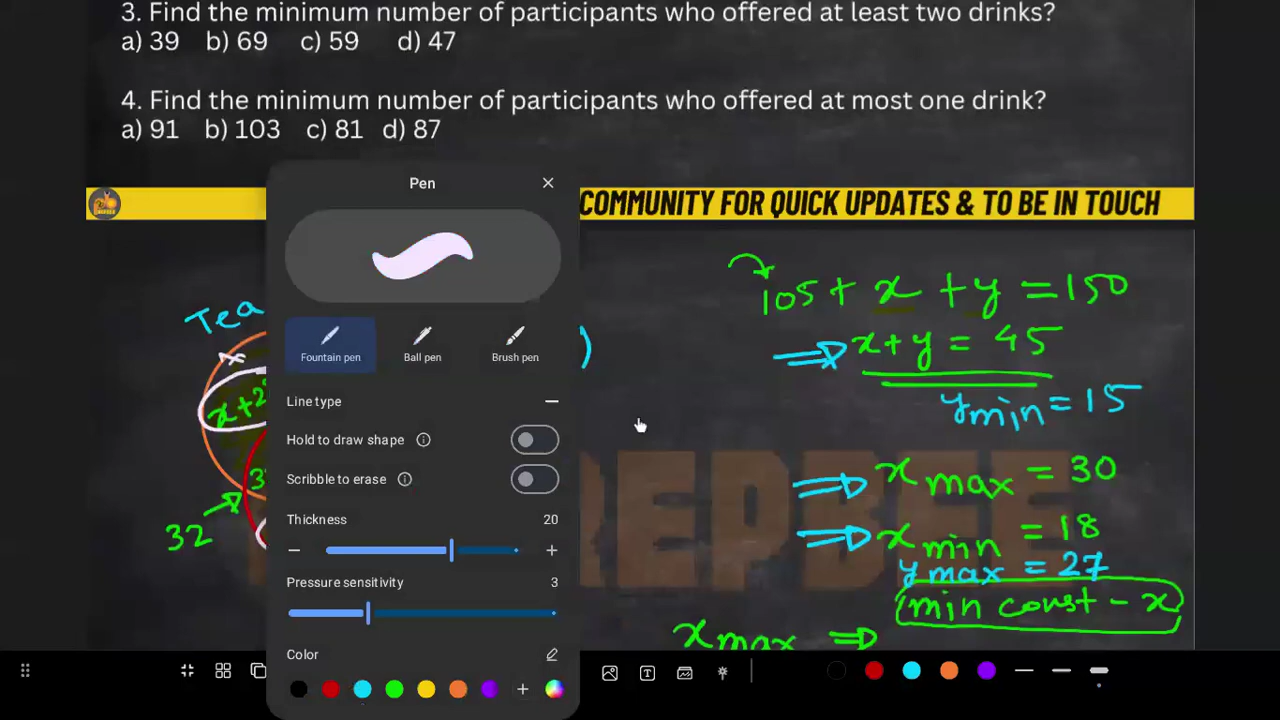 3. Find the minimum number of participants who offered at least two drinks?
a) 39 b) 69 c) 59 d) 47
4. Find the minimum number of participants who offered at most one drink?
a) 91 b) 103 c) 81 d) 87
COMMUNITY FOR QUICK UPDATES & TO BE IN TOUCH
Pen
Fountain pen Ball pen Brush pen
Line type
Hold to draw shape
Scribble to erase
Thickness 20
Pressure sensitivity 3
Color
Tea
x
x+2
3
32
)
105 + x + y = 150
⇒ x+y = 45
ymin = 15
⇒ x max = 30
⇒ x min = 18
y max = 27
min const - x
x max ⇒
EPBEE